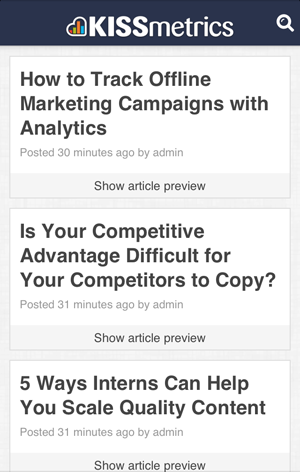 KISSmetrics
How to Track Offline
Marketing Campaigns with
Analytics
Posted 30 minutes ago by admin
Show article preview
Is Your Competitive
Advantage Difficult for
Your Competitors to Copy?
Posted 31 minutes ago by admin
Show article preview
5 Ways Interns Can Help
You Scale Quality Content
Posted 31 minutes ago by admin
Show article preview